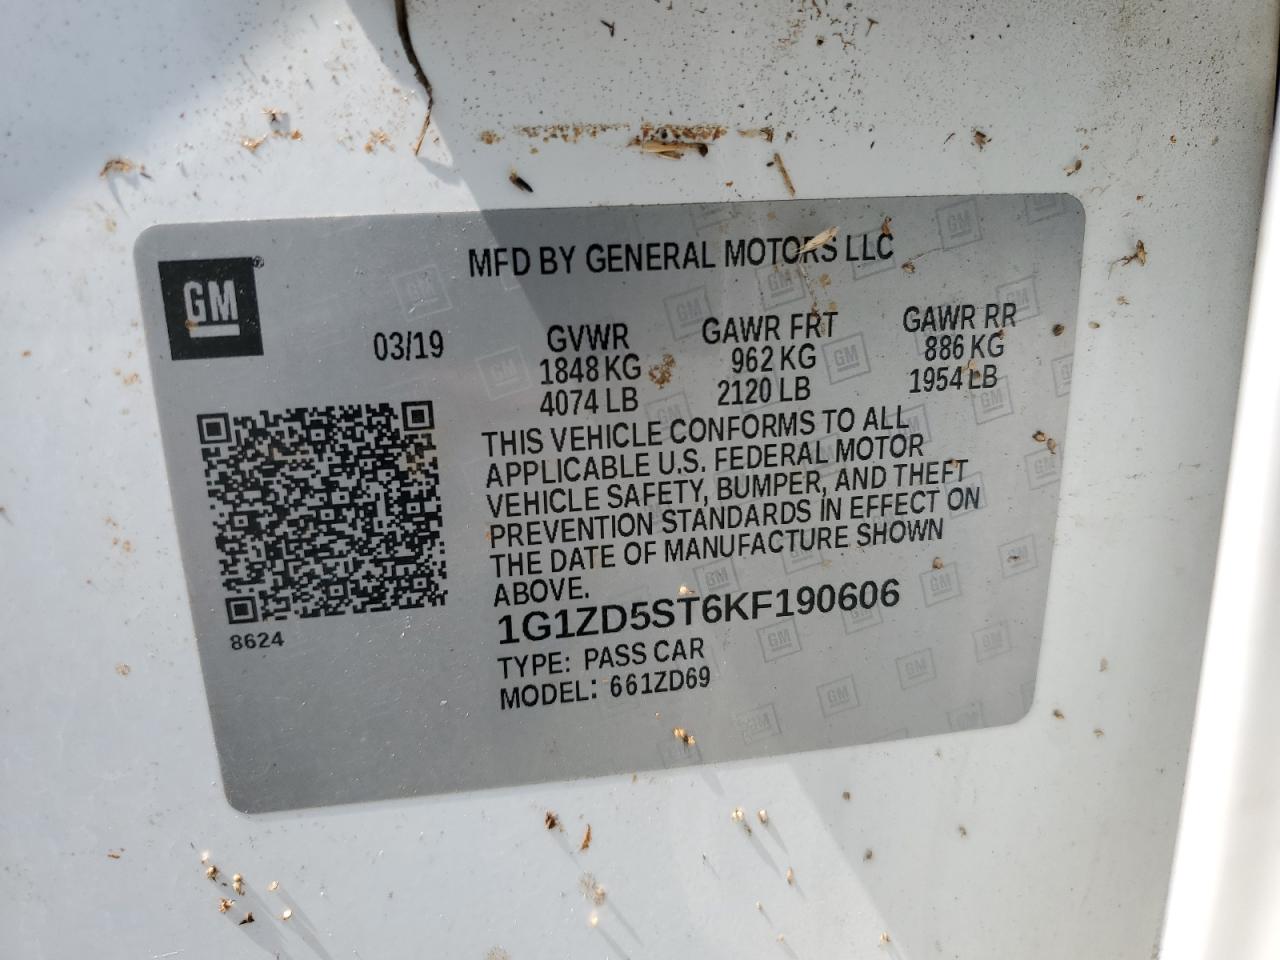 MFD BY GENERAL MOTORS LLC
GM®
03/19
GVWR
1848 KG
4074 LB
GAWR FRT
962 KG
2120 LB
GAWR RR
886 KG
1954 LB
THIS VEHICLE CONFORMS TO ALL
APPLICABLE U.S. FEDERAL MOTOR
VEHICLE SAFETY, BUMPER, AND THEFT
PREVENTION STANDARDS IN EFFECT ON
THE DATE OF MANUFACTURE SHOWN
ABOVE.
1G1ZD5ST6KF190606
TYPE: PASS CAR
MODEL: 661ZD69
8624